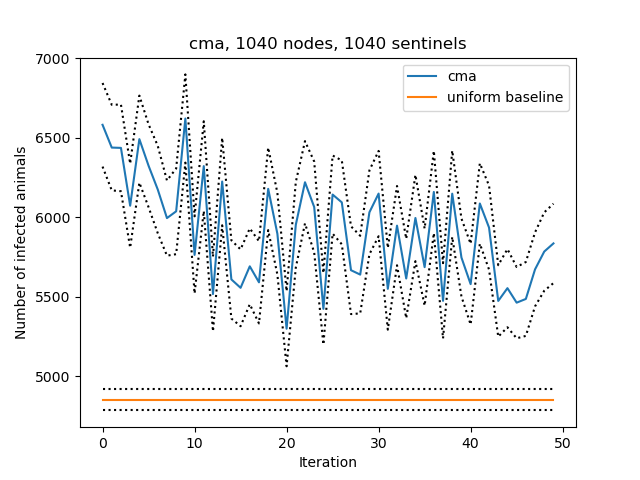 cma, 1040 nodes, 1040 sentinels
cma
uniform baseline
Number of infected animals
7000
6500
6000
5500
5000
0 10 20 30 40 50
Iteration